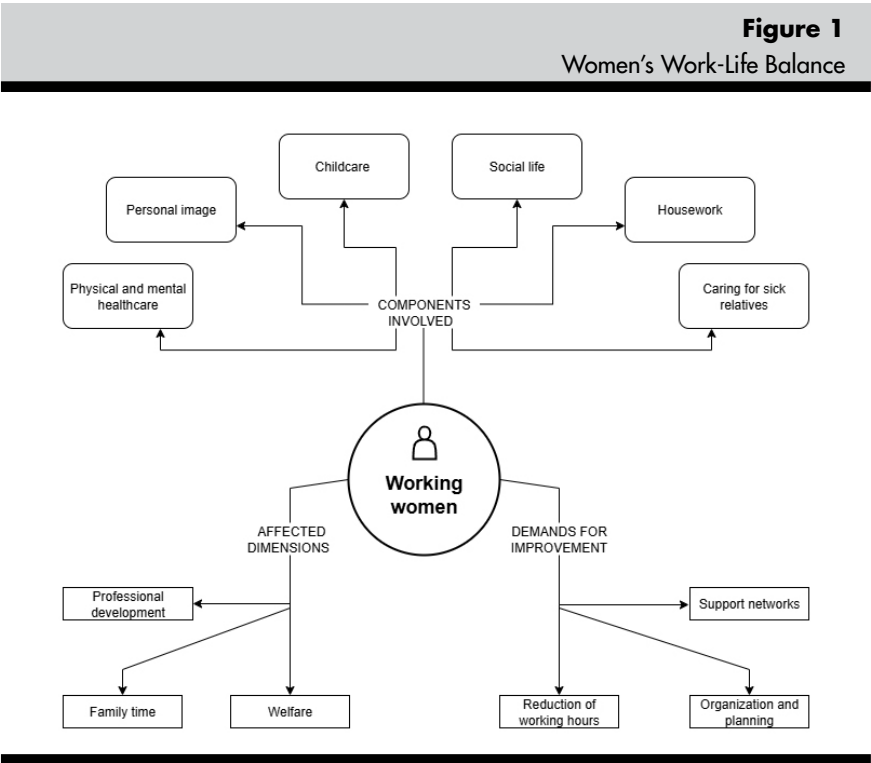 Figure 1
Women's Work-Life Balance
Childcare
Social life
Personal image
Housework
Physical and mental
healthcare
Caring for sick
relatives
COMPONENTS
INVOLVED
Working
women
AFFECTED
DIMENSIONS
DEMANDS FOR
IMPROVEMENT
Professional
development
Support networks
Family time
Welfare
Reduction of
working hours
Organization and
planning